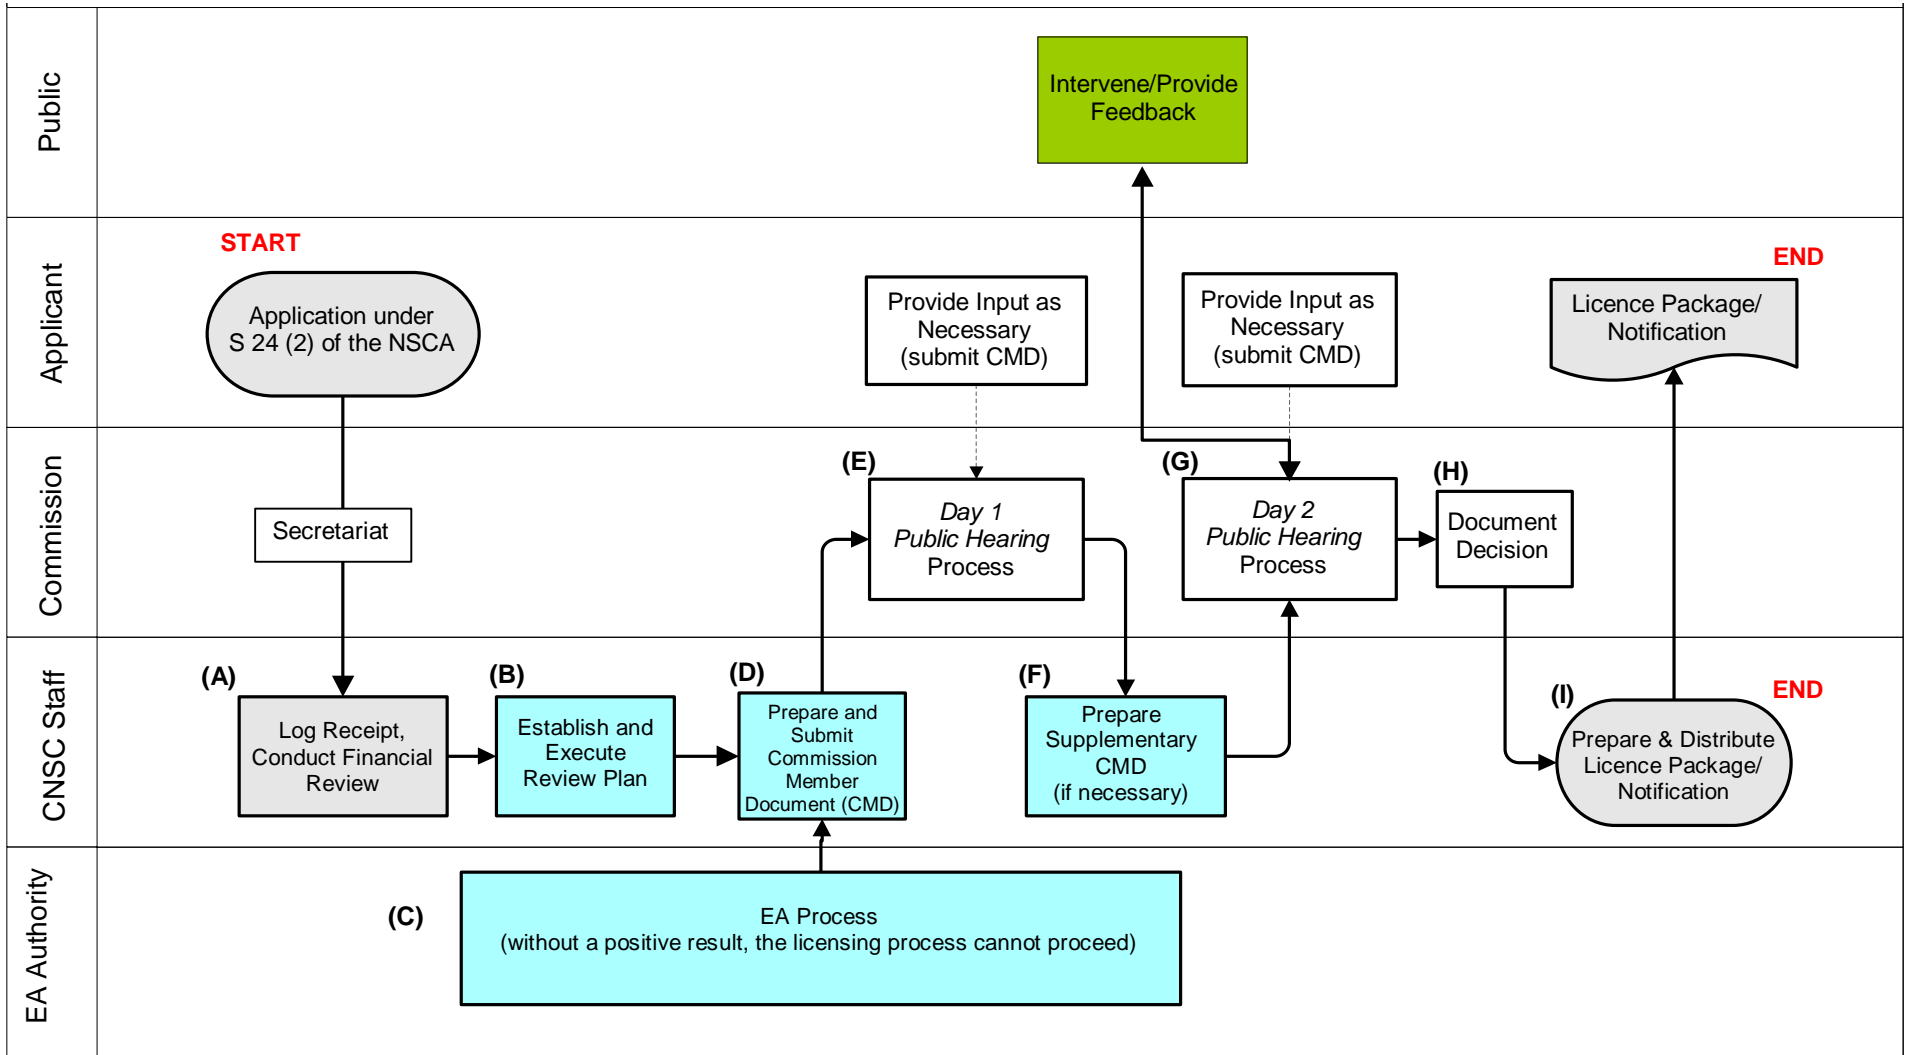 Public
Intervene/Provide
Feedback
Applicant
START
Application under
S 24 (2) of the NSCA
Provide Input as
Necessary
(submit CMD)
Provide Input as
Necessary
(submit CMD)
END
Licence Package/
Notification
Commission
Secretariat
(E)
Day 1
Public Hearing
Process
(G)
Day 2
Public Hearing
Process
(H)
Document
Decision
CNSC Staff
(A)
Log Receipt,
Conduct Financial
Review
(B)
Establish and
Execute
Review Plan
(D)
Prepare and
Submit
Commission
Member
Document (CMD)
(F)
Prepare
Supplementary
CMD
(if necessary)
(I)
END
Prepare & Distribute
Licence Package/
Notification
EA Authority
(C)
EA Process
(without a positive result, the licensing process cannot proceed)